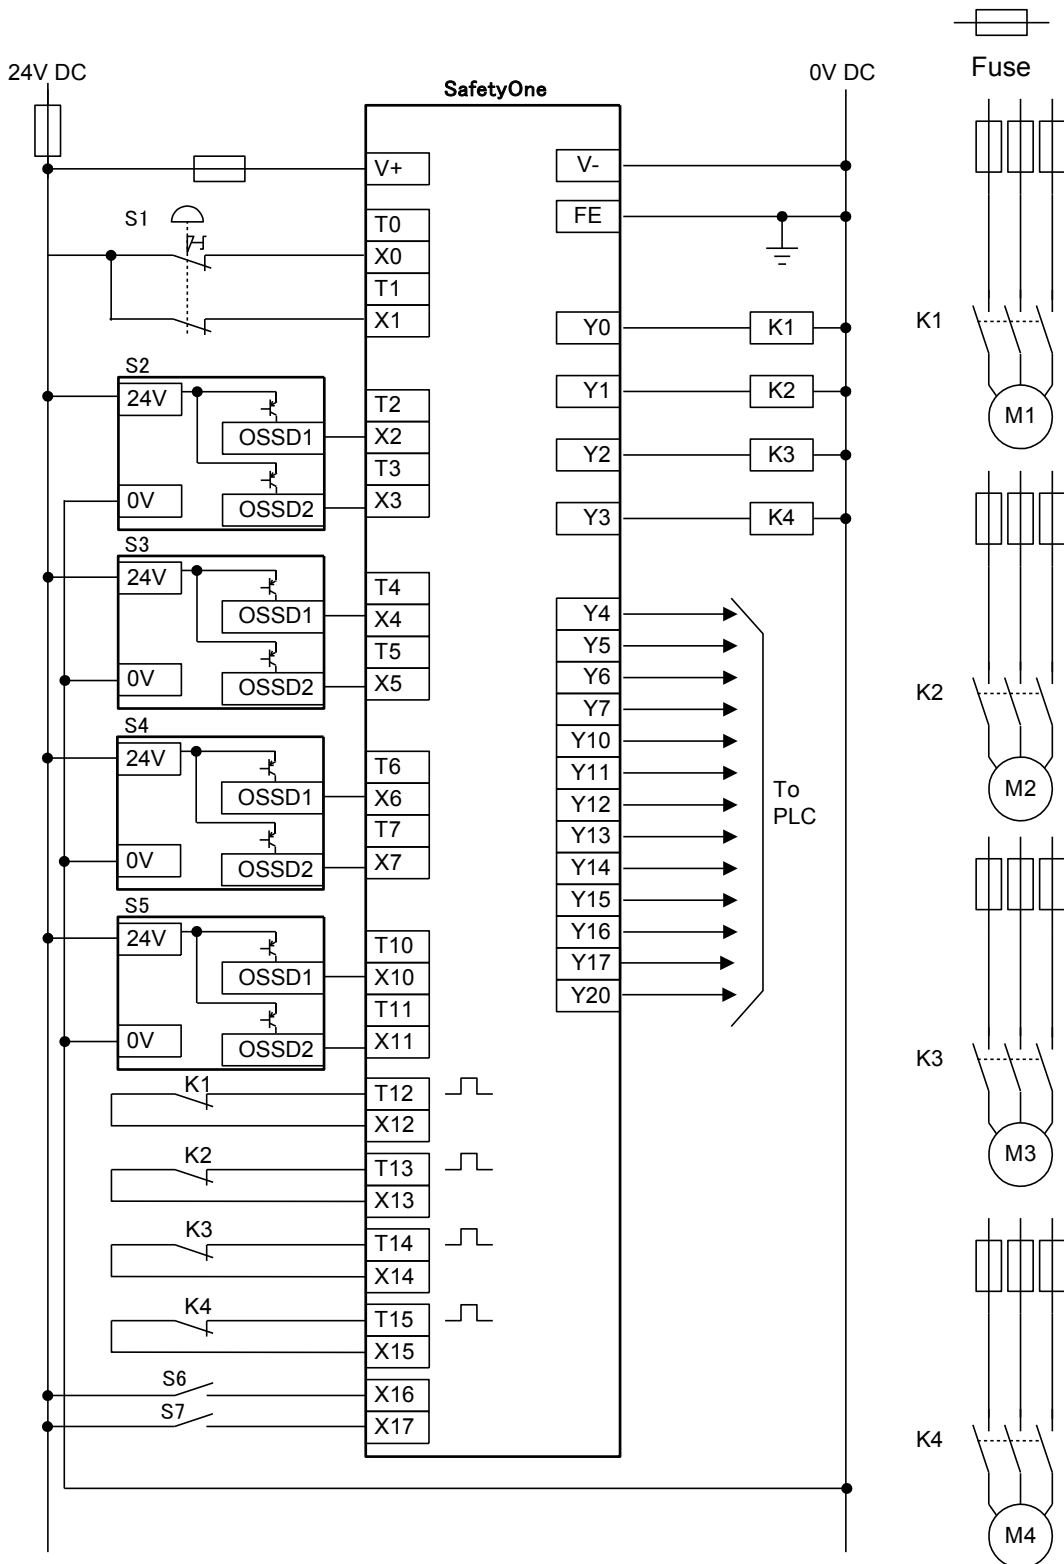 Fuse
24V DC
0V DC
SafetyOne
V+
V-
S1
T0
FE
X0
T1
X1
Y0
K1
K1
S2
24V
T2
Y1
K2
M1
OSSD1
X2
T3
Y2
K3
0V
OSSD2
X3
Y3
K4
S3
24V
T4
OSSD1
X4
Y4
T5
Y5
0V
OSSD2
X5
Y6
K2
Y7
S4
24V
T6
Y10
OSSD1
X6
Y11
To
PLC
M2
T7
Y12
0V
OSSD2
X7
Y13
Y14
S5
24V
T10
Y15
OSSD1
X10
Y16
T11
Y17
0V
OSSD2
X11
Y20
K1
T12
K3
X12
K2
T13
M3
X13
K3
T14
X14
K4
T15
X15
S6
X16
S7
X17
K4
M4